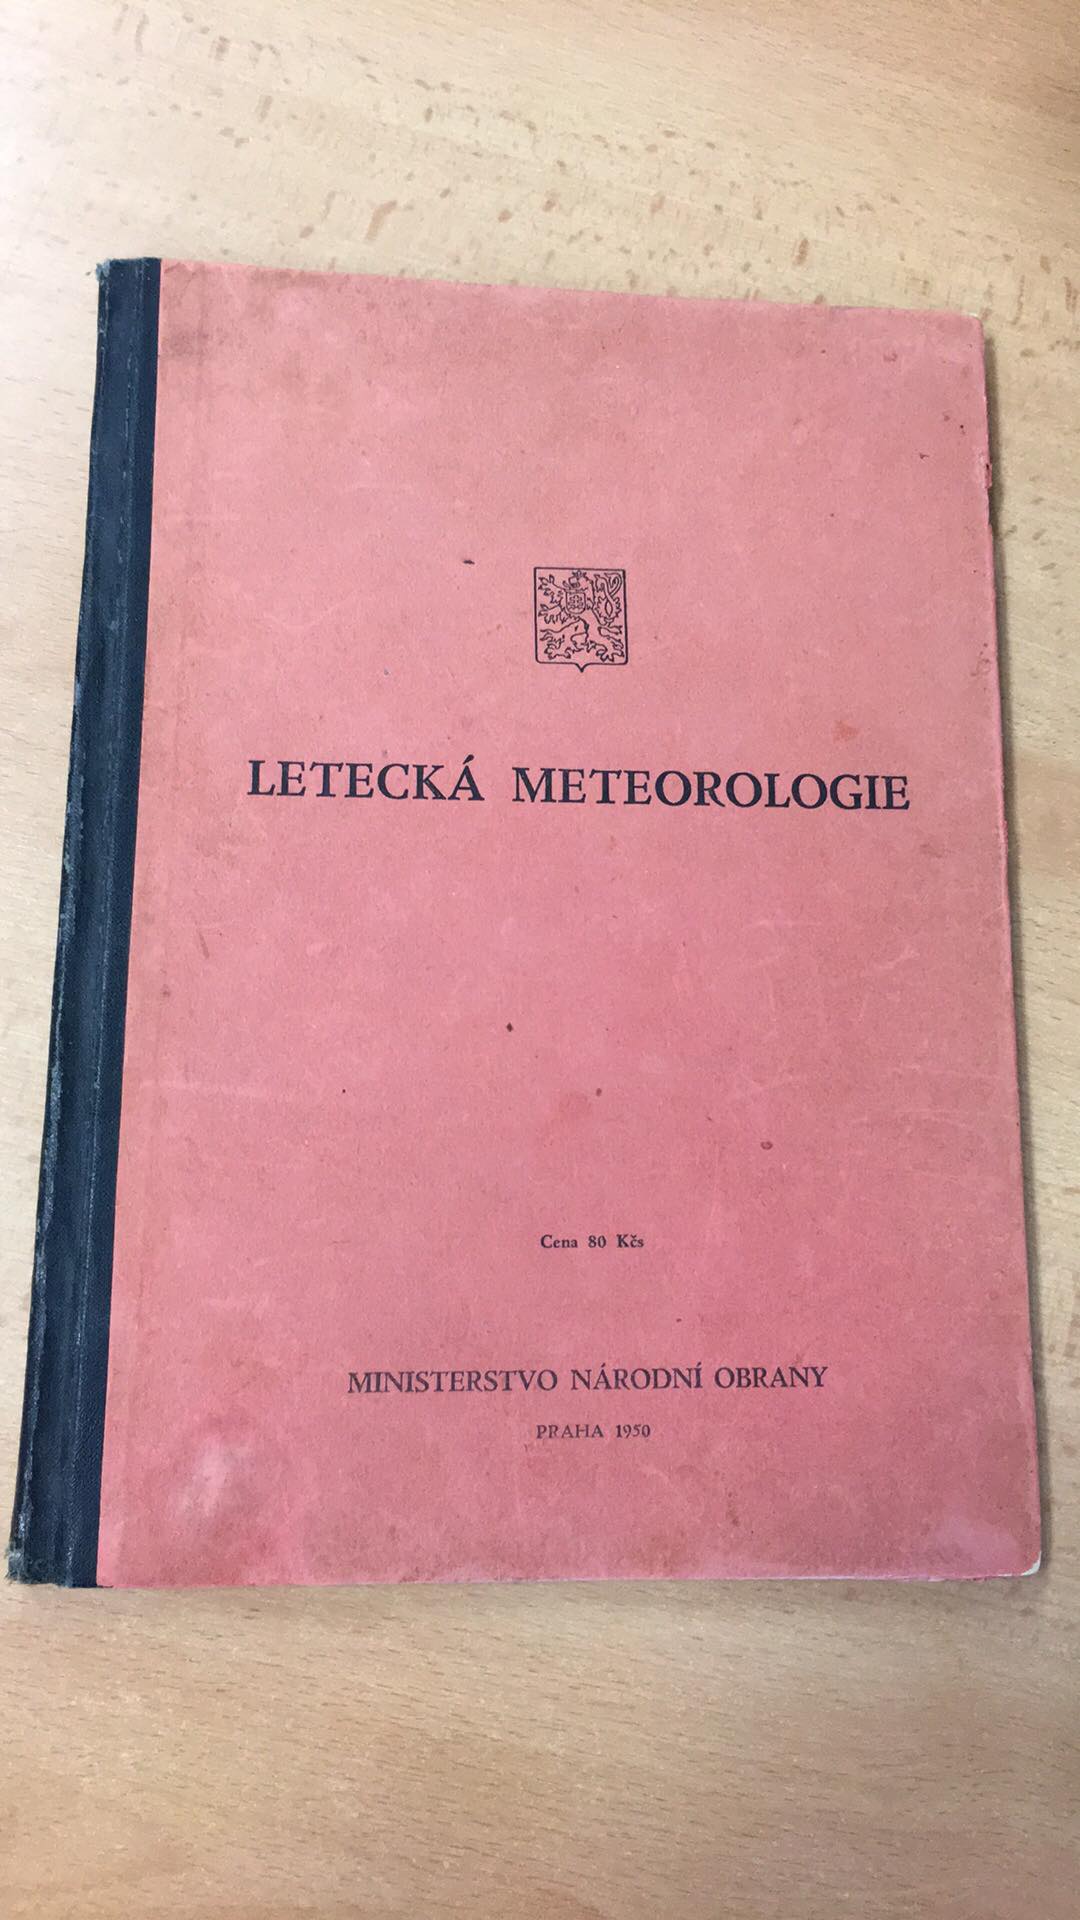 LETECKÁ METEOROLOGIE
Cena 80 Kčs
MINISTERSTVO NÁRODNÍ OBRANY
PRAHA 1950